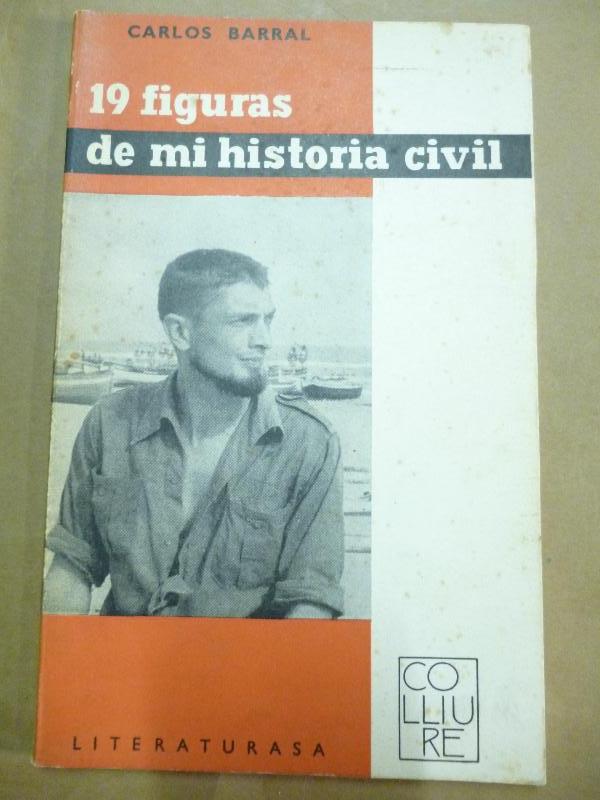 CARLOS BARRAL
19 figuras
de mi historia civil
CO
LLIU
RE
LITERATURASA